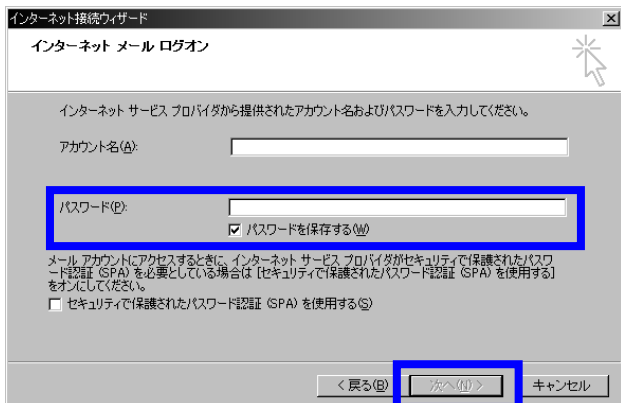 インターネット接続ウィザード
インターネット メール ログオン
インターネット サービス プロバイダから提供されたアカウント名およびパスワードを入力してください。
アカウント名(A):
パスワード(P):
パスワードを保存する(W)
メール アカウントにアクセスするときに、インターネット サービス プロバイダがセキュリティで保護されたパスワ
ード認証 (SPA) を必要としている場合は [セキュリティで保護されたパスワード認証 (SPA) を使用する]
をオンにしてください。
セキュリティで保護されたパスワード認証 (SPA) を使用する(S)
< 戻る(B) 次へ(N) > キャンセル